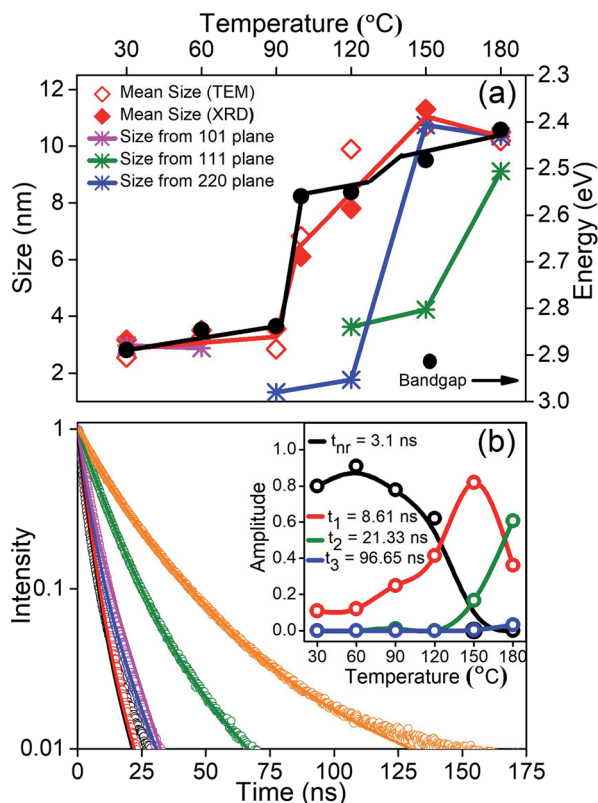 Temperature (°C)
30 60 90 120 150 180
(a)
Mean Size (TEM)
Mean Size (XRD)
Size from 101 plane
Size from 111 plane
Size from 220 plane
12
10
8
6
4
2
Size (nm)
2.3
2.4
2.5
2.6
2.7
2.8
2.9
3.0
Energy (eV)
Bandgap
(b)
1
0.1
0.01
Intensity
0 25 50 75 100 125 150 175
Time (ns)
tnr = 3.1 ns
t1 = 8.61 ns
t2 = 21.33 ns
t3 = 96.65 ns
1.0
0.8
0.6
0.4
0.2
0.0
Amplitude
30 60 90 120 150 180
Temperature (°C)